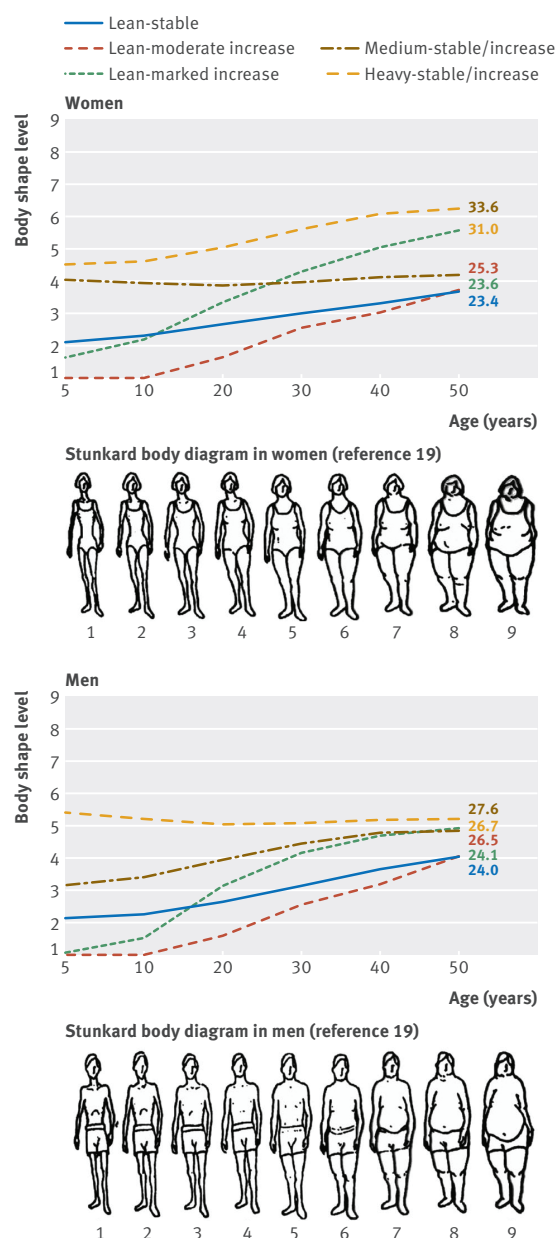 Lean-stable
Lean-moderate increase Medium-stable/increase
Lean-marked increase Heavy-stable/increase
Women
Body shape level
9
8
7
6
5
4
3
2
1
33.6
31.0
25.3
23.6
23.4
5 10 20 30 40 50
Age (years)
Stunkard body diagram in women (reference 19)
1 2 3 4 5 6 7 8 9
Men
Body shape level
9
8
7
6
5
4
3
2
1
27.6
26.7
26.5
24.1
24.0
5 10 20 30 40 50
Age (years)
Stunkard body diagram in men (reference 19)
1 2 3 4 5 6 7 8 9